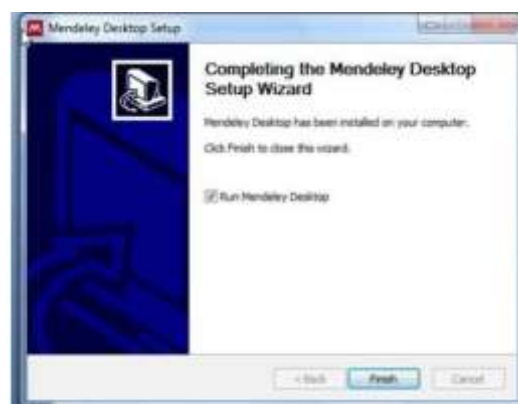 Mendeley Desktop Setup
Completing the Mendeley Desktop
Setup Wizard
Mendeley Desktop has been installed on your computer.
Click Finish to close this wizard.
Run Mendeley Desktop
< Back
Finish
Cancel